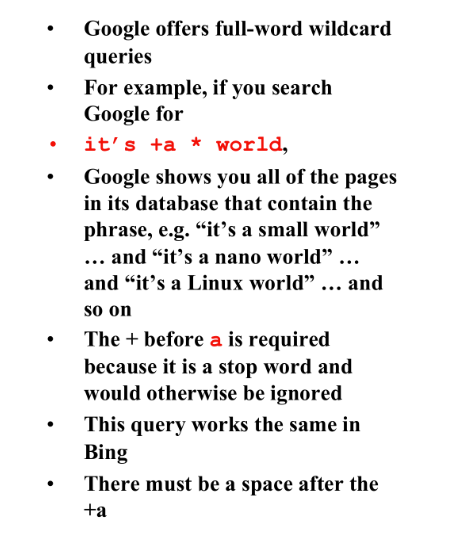 • Google offers full-word wildcard
queries
• For example, if you search
Google for
• it's +a * world,
• Google shows you all of the pages
in its database that contain the
phrase, e.g. “it’s a small world”
… and “it’s a nano world” …
and “it’s a Linux world” … and
so on
• The + before a is required
because it is a stop word and
would otherwise be ignored
• This query works the same in
Bing
• There must be a space after the
+a